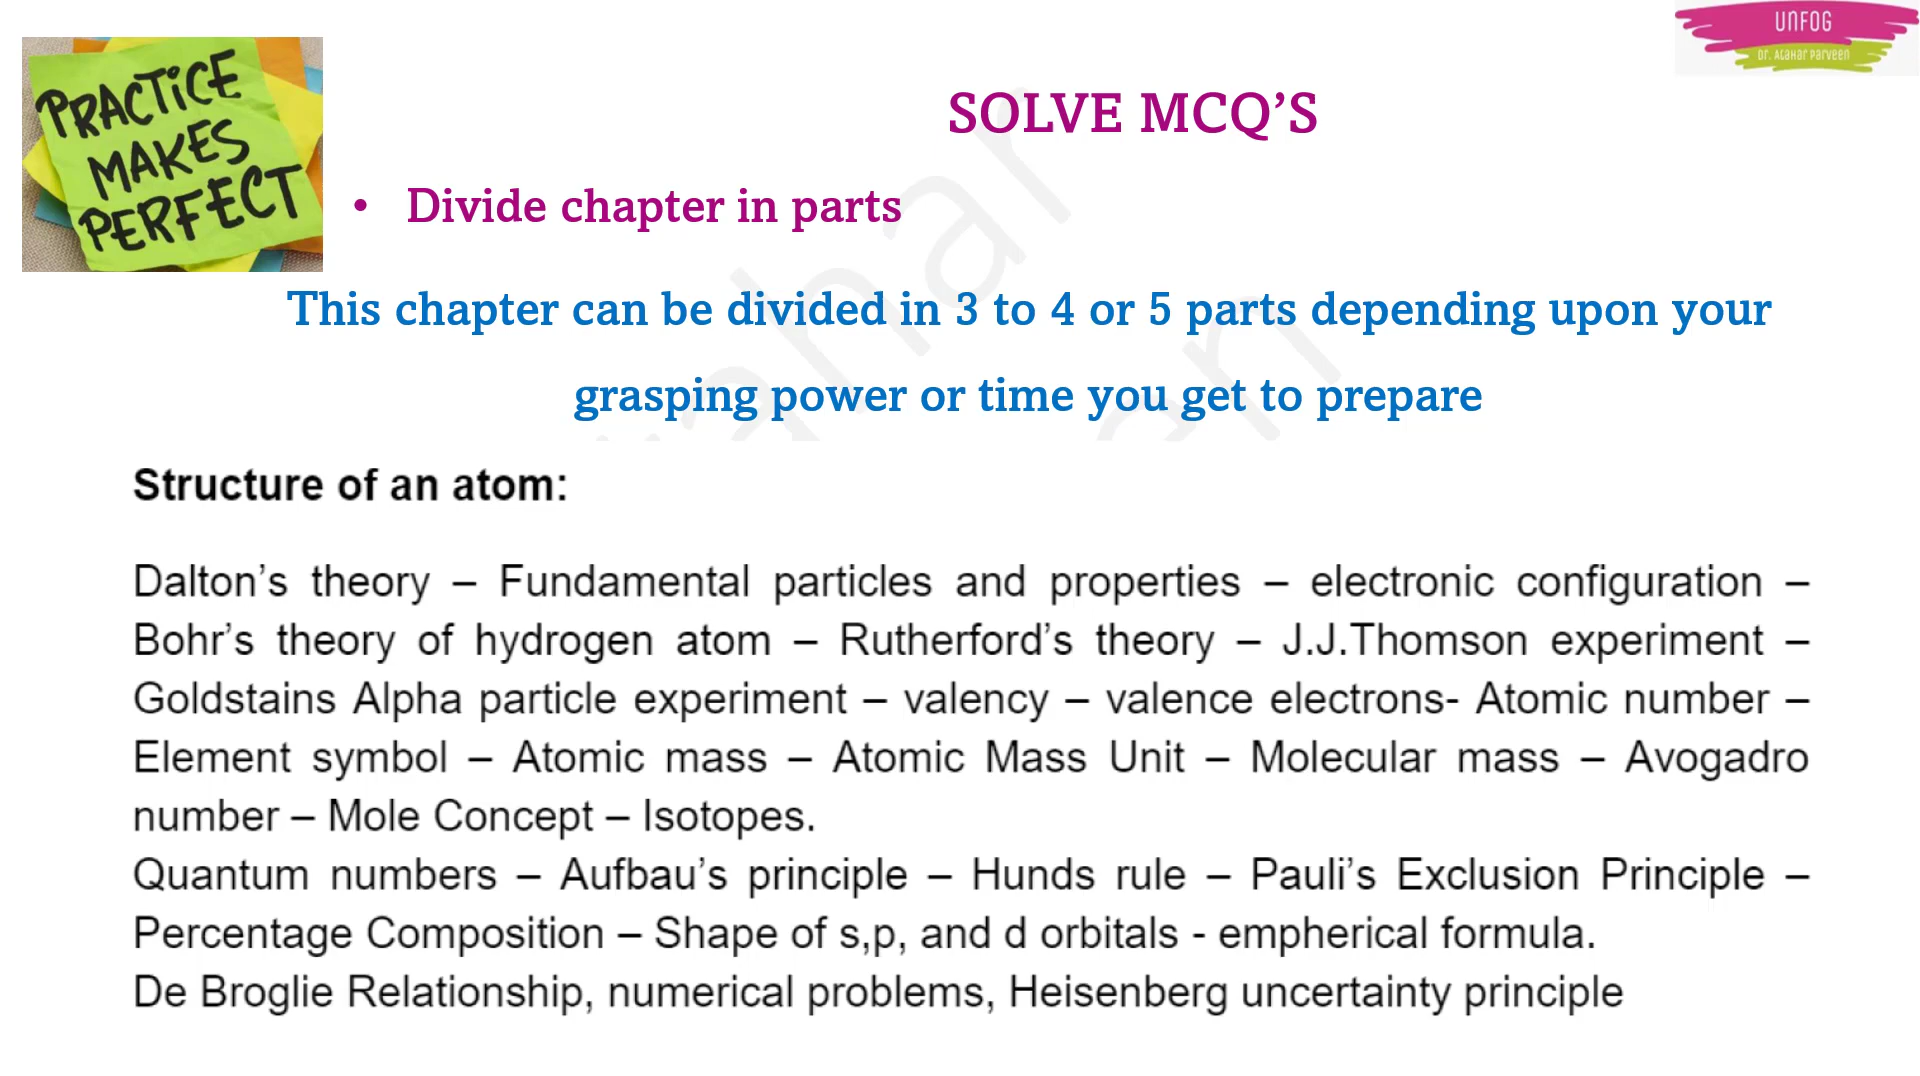 UNFOG
Dr. Atahar Parveen
PRACTiCE
MAKES
PERFECT
SOLVE MCQ’S
• Divide chapter in parts
This chapter can be divided in 3 to 4 or 5 parts depending upon your
grasping power or time you get to prepare
Structure of an atom:
Dalton’s theory – Fundamental particles and properties – electronic configuration –
Bohr’s theory of hydrogen atom – Rutherford’s theory – J.J.Thomson experiment –
Goldstains Alpha particle experiment – valency – valence electrons- Atomic number –
Element symbol – Atomic mass – Atomic Mass Unit – Molecular mass – Avogadro
number – Mole Concept – Isotopes.
Quantum numbers – Aufbau’s principle – Hunds rule – Pauli’s Exclusion Principle –
Percentage Composition – Shape of s,p, and d orbitals - empherical formula.
De Broglie Relationship, numerical problems, Heisenberg uncertainty principle